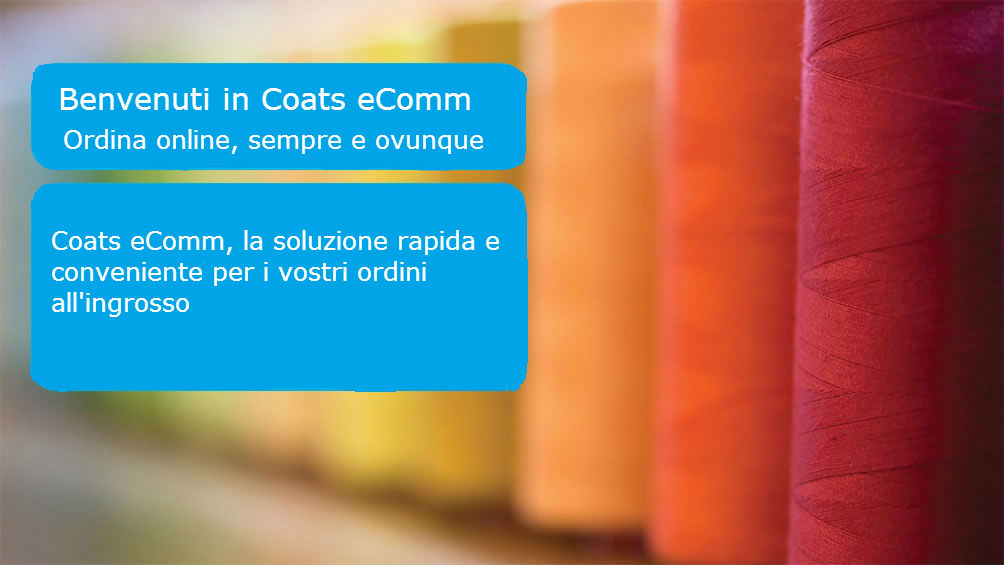 Benvenuti in Coats eComm
Ordina online, sempre e ovunque
Coats eComm, la soluzione rapida e
conveniente per i vostri ordini
all'ingrosso